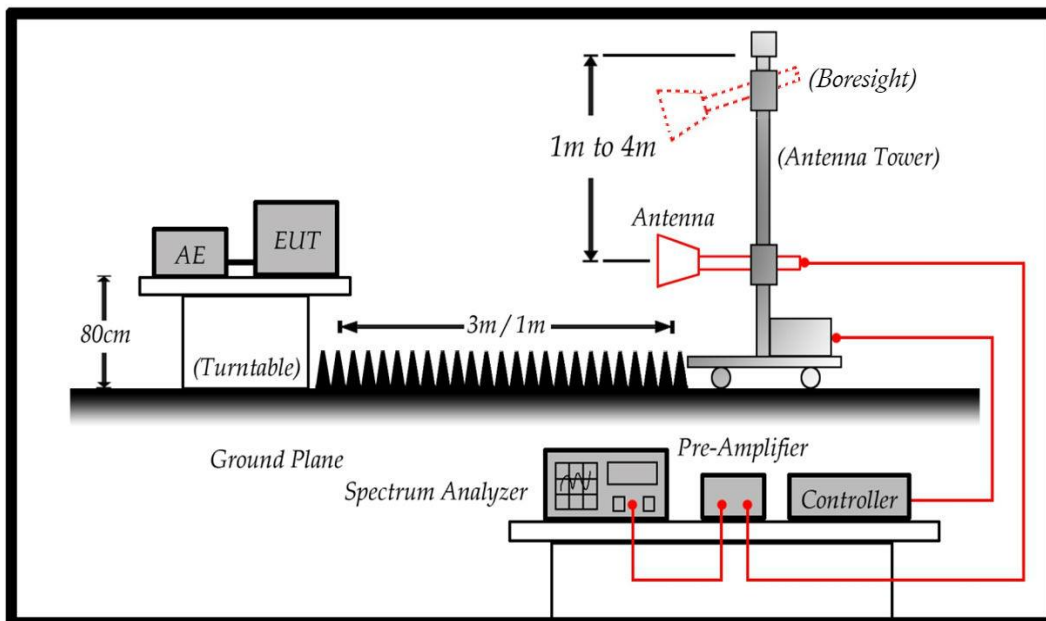 (Boresight)
1m to 4m
(Antenna Tower)
Antenna
EUT
AE
80cm
3m / 1m
(Turntable)
Ground Plane
Pre-Amplifier
Spectrum Analyzer
Controller